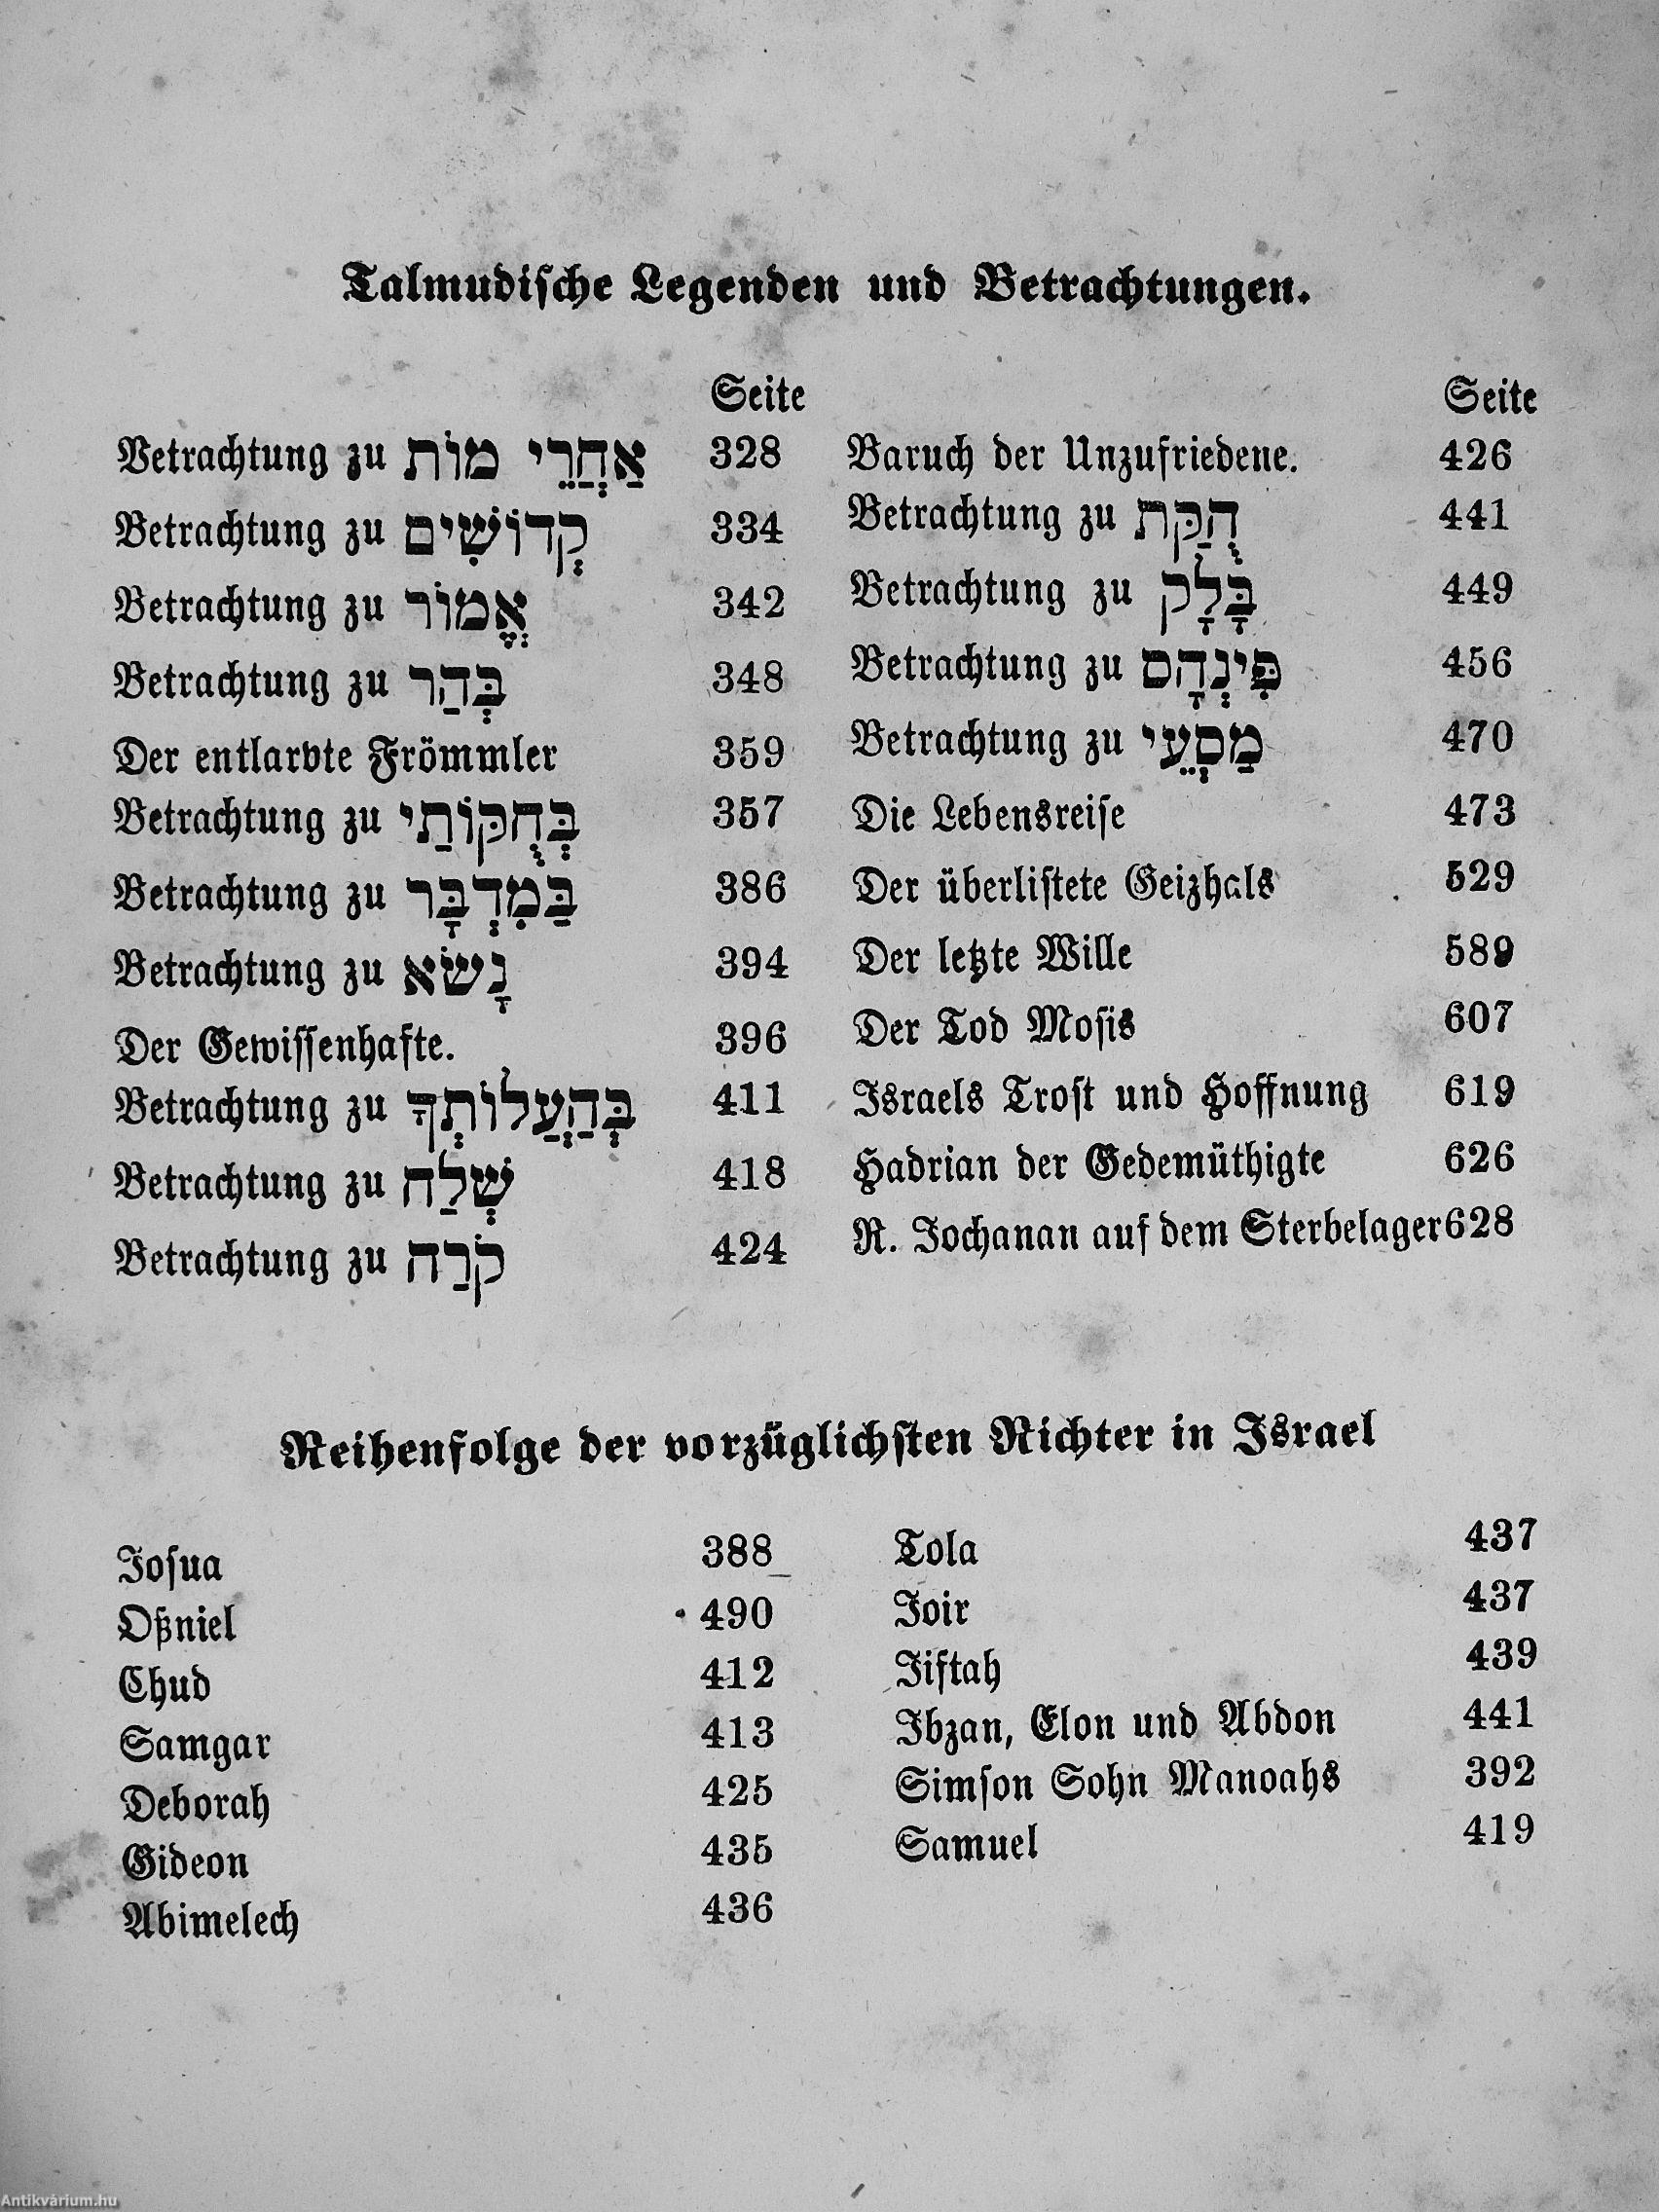 Talmudische Legenden und Betrachtungen.
Seite
Vetrachtung zu אַחֲרֵי מוֹת 328
Betrachtung zu קְדוֹשִׁים 334
Betrachtung zu אֱמוֹר 342
Betrachtung zu בְּהַר 348
Der entlarvte Frömmler 359
Betrachtung zu בְּחֻקּוֹתַי 357
Betrachtung zu בַּמִדְבָּר 386
Betrachtung zu נָשֹׂא 394
Der Gewissenhafte. 396
Betrachtung zu בְּהַעֲלוֹתְךָ 411
Betrachtung zu שְׁלַח 418
Betrachtung zu קֹרַח 424
Seite
Baruch der Unzufriedene. 426
Betrachtung zu הֻקַּת 441
Betrachtung zu בָּלָק 449
Betrachtung zu פִּינְהָם 456
Betrachtung zu מַסְעֵי 470
Die Lebensreise 473
Der überlistete Geizhals 529
Der letzte Wille 589
Der Tod Mosis 607
Israels Trost und Hoffnung 619
Hadrian der Gedemüthigte 626
R. Jochanan auf dem Sterbelager 628
Reihenfolge der vorzüglichsten Richter in Israel
Josua 388
Oßniel 490
Ehud 412
Samgar 413
Deborah 425
Gideon 435
Abimelech 436
Tola 437
Joir 437
Jiftah 439
Ibzan, Elon und Abdon 441
Simson Sohn Manoahs 392
Samuel 419
Antikvárium.hu